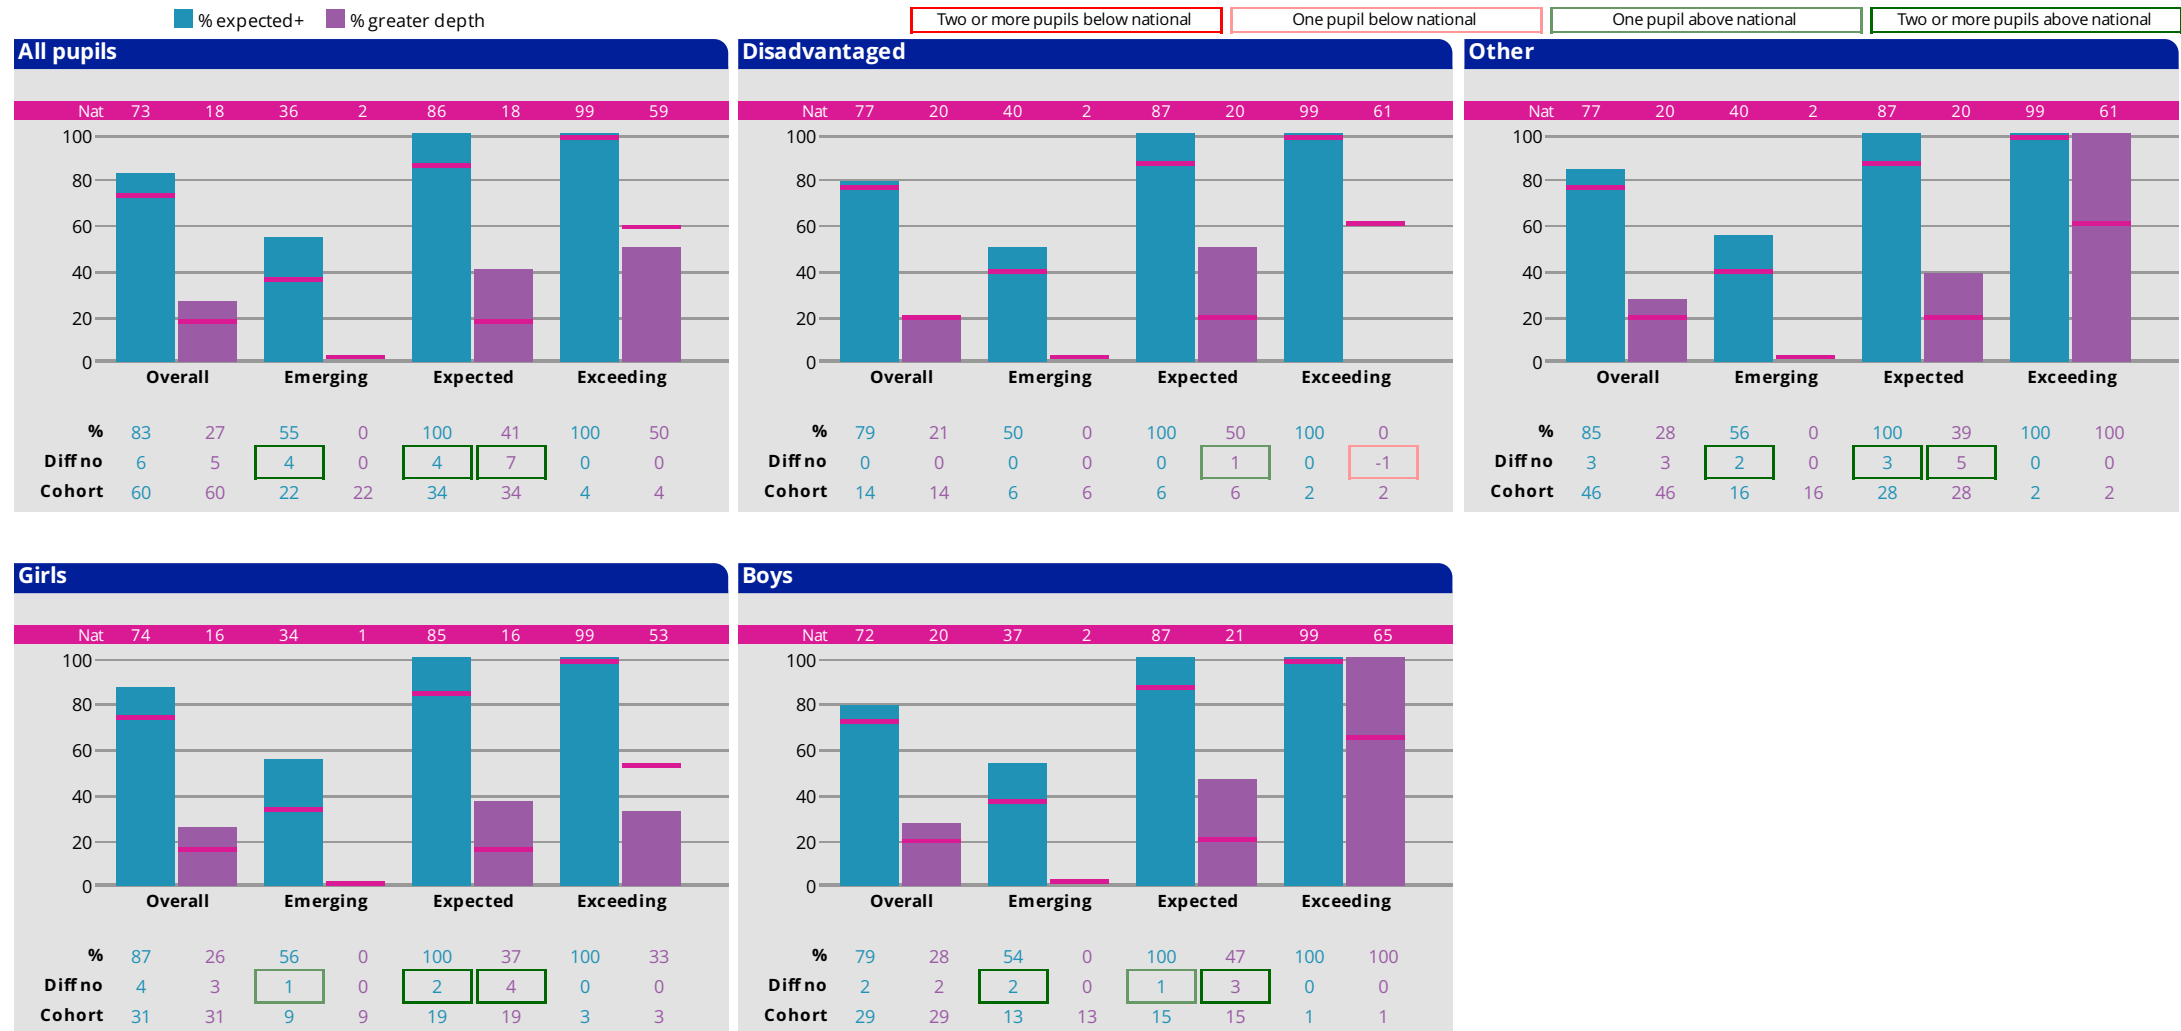 % expected+ % greater depth
Two or more pupils below national One pupil below national One pupil above national Two or more pupils above national
All pupils
Nat 73 18 36 2 86 18 99 59
100
80
60
40
20
0
Overall Emerging Expected Exceeding
% 83 27 55 0 100 41 100 50
Diff no 6 5 4 0 4 7 0 0
Cohort 60 60 22 22 34 34 4 4
Disadvantaged
Nat 77 20 40 2 87 20 99 61
100
80
60
40
20
0
Overall Emerging Expected Exceeding
% 79 21 50 0 100 50 100 0
Diff no 0 0 0 0 0 1 0 -1
Cohort 14 14 6 6 6 6 2 2
Other
Nat 77 20 40 2 87 20 99 61
100
80
60
40
20
0
Overall Emerging Expected Exceeding
% 85 28 56 0 100 39 100 100
Diff no 3 3 2 0 3 5 0 0
Cohort 46 46 16 16 28 28 2 2
Girls
Nat 74 16 34 1 85 16 99 53
100
80
60
40
20
0
Overall Emerging Expected Exceeding
% 87 26 56 0 100 37 100 33
Diff no 4 3 1 0 2 4 0 0
Cohort 31 31 9 9 19 19 3 3
Boys
Nat 72 20 37 2 87 21 99 65
100
80
60
40
20
0
Overall Emerging Expected Exceeding
% 79 28 54 0 100 47 100 100
Diff no 2 2 2 0 1 3 0 0
Cohort 29 29 13 13 15 15 1 1